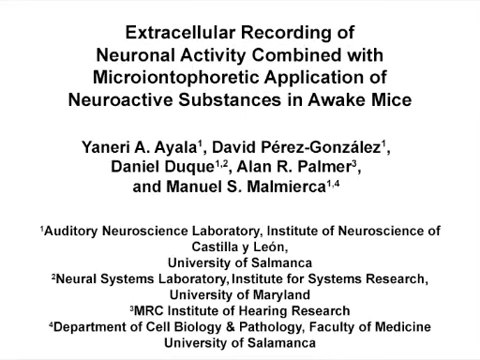 Extracellular Recording of
Neuronal Activity Combined with
Microiontophoretic Application of
Neuroactive Substances in Awake Mice
Yaneri A. Ayala¹, David Pérez-González¹,
Daniel Duque¹,², Alan R. Palmer³,
and Manuel S. Malmierca¹,⁴
¹Auditory Neuroscience Laboratory, Institute of Neuroscience of
Castilla y León,
University of Salmanca
²Neural Systems Laboratory, Institute for Systems Research,
University of Maryland
³MRC Institute of Hearing Research
⁴Department of Cell Biology & Pathology, Faculty of Medicine
University of Salamanca